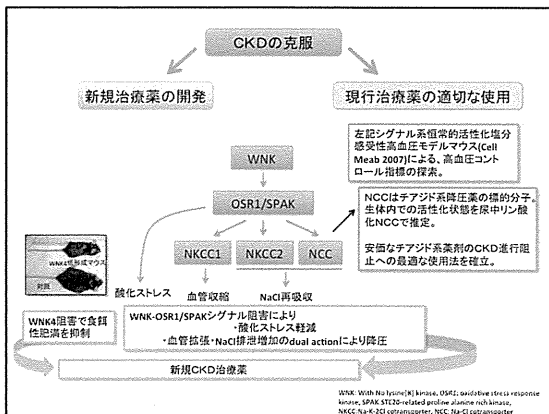 CKDの克服
新規治療薬の開発
現行治療薬の適切な使用
左記シグナル系恒常的活性化塩分
感受性高血圧モデルマウス(Cell
Meab 2007)による、高血圧コント
ロール指標の探索。
WNK
OSR1/SPAK
NCCはチアジド系降圧薬の標的分子。
生体内での活性化状態を尿中リン酸
化NCCで推定。
安価なチアジド系薬剤のCKD進行阻
止への最適な使用法を確立。
NKCC1
NKCC2
NCC
酸化ストレス
血管収縮
NaCl再吸収
WNK4低形成マウス
対照
WNK4阻害で食餌
性肥満を抑制
WNK-OSR1/SPAKシグナル阻害により
・酸化ストレス軽減
・血管拡張・NaCl排泄増加のdual actionにより降圧
新規CKD治療薬
WNK: With No lysine[K] kinase, OSR1: oxidative stress response
kinase, SPAK STE20-related proline alanine rich kinase,
NKCC:Na-K-2Cl cotransporter, NCC: Na-Cl cotransporter